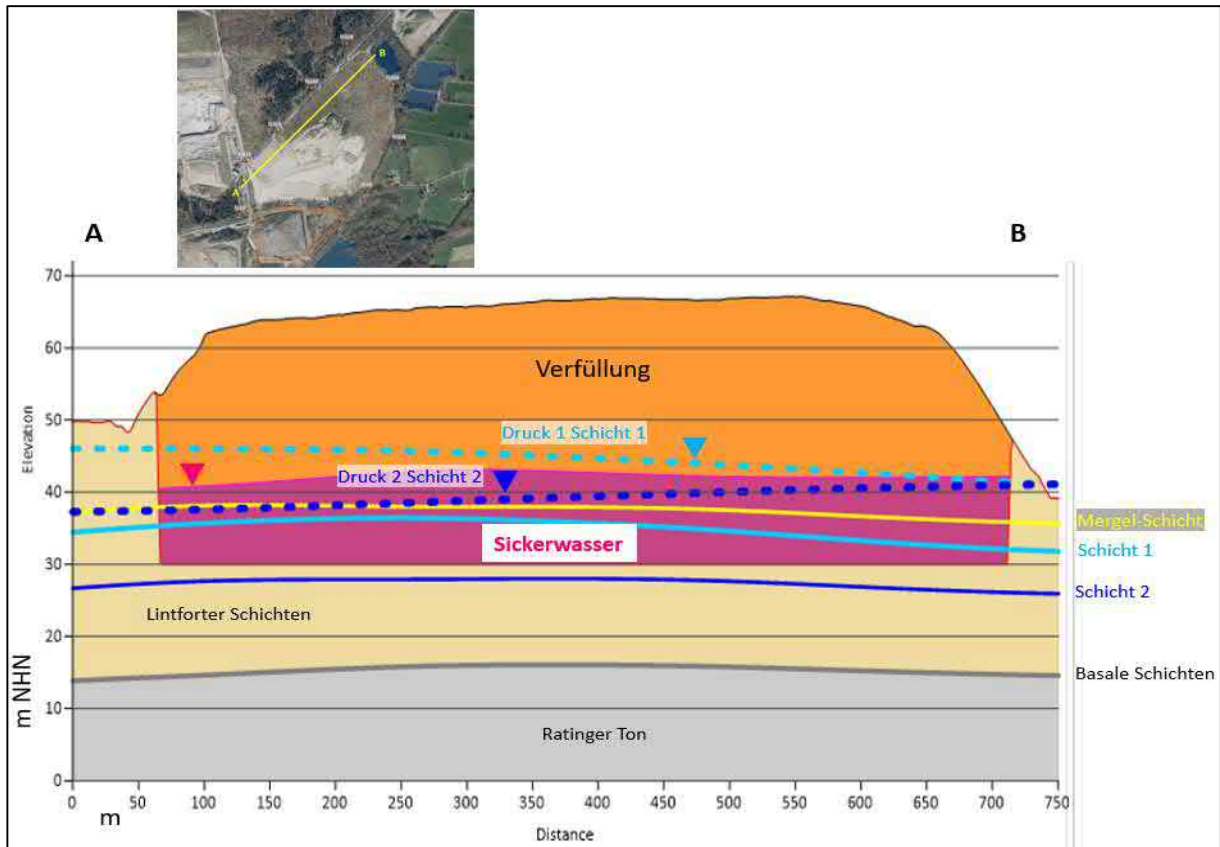 B
A
A
B
70
60
50
40
30
20
10
0
Elevation
m NHN
Verfüllung
Druck 1 Schicht 1
Druck 2 Schicht 2
Sickerwasser
Mergel-Schicht
Schicht 1
Schicht 2
Lintforter Schichten
Basale Schichten
Ratinger Ton
0 50 100 150 200 250 300 350 400 450 500 550 600 650 700 750
m
Distance